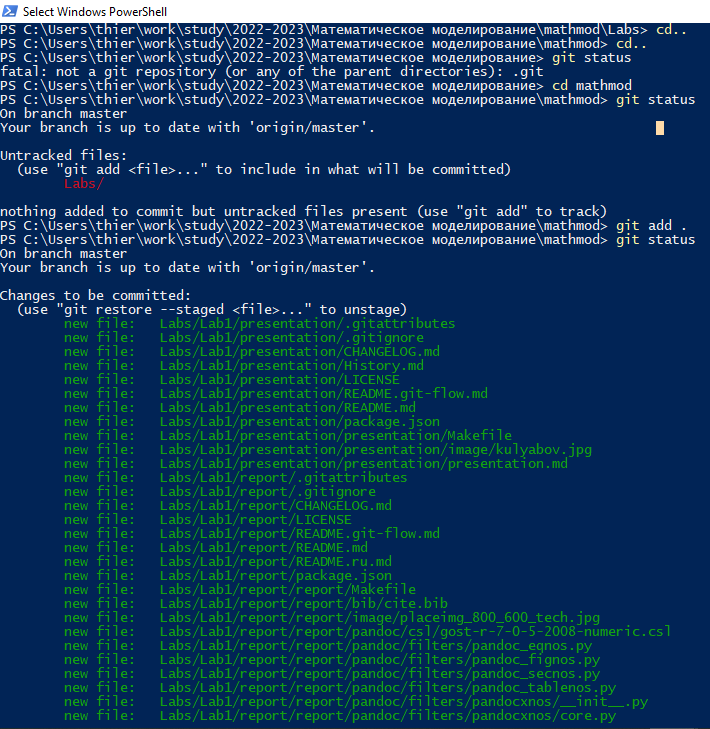 Select Windows PowerShell
PS C:\Users\thier\work\study\2022-2023\Математическое моделирование\mathmod\Labs> cd..
PS C:\Users\thier\work\study\2022-2023\Математическое моделирование\mathmod> cd..
PS C:\Users\thier\work\study\2022-2023\Математическое моделирование> git status
fatal: not a git repository (or any of the parent directories): .git
PS C:\Users\thier\work\study\2022-2023\Математическое моделирование> cd mathmod
PS C:\Users\thier\work\study\2022-2023\Математическое моделирование\mathmod> git status
On branch master
Your branch is up to date with 'origin/master'.
Untracked files:
(use "git add <file>..." to include in what will be committed)
Labs/
nothing added to commit but untracked files present (use "git add" to track)
PS C:\Users\thier\work\study\2022-2023\Математическое моделирование\mathmod> git add .
PS C:\Users\thier\work\study\2022-2023\Математическое моделирование\mathmod> git status
On branch master
Your branch is up to date with 'origin/master'.
Changes to be committed:
(use "git restore --staged <file>..." to unstage)
new file: Labs/Lab1/presentation/.gitattributes
new file: Labs/Lab1/presentation/.gitignore
new file: Labs/Lab1/presentation/CHANGELOG.md
new file: Labs/Lab1/presentation/History.md
new file: Labs/Lab1/presentation/LICENSE
new file: Labs/Lab1/presentation/README.git-flow.md
new file: Labs/Lab1/presentation/README.md
new file: Labs/Lab1/presentation/package.json
new file: Labs/Lab1/presentation/presentation/Makefile
new file: Labs/Lab1/presentation/presentation/image/kulyabov.jpg
new file: Labs/Lab1/presentation/presentation/presentation.md
new file: Labs/Lab1/report/.gitattributes
new file: Labs/Lab1/report/.gitignore
new file: Labs/Lab1/report/CHANGELOG.md
new file: Labs/Lab1/report/LICENSE
new file: Labs/Lab1/report/README.git-flow.md
new file: Labs/Lab1/report/README.md
new file: Labs/Lab1/report/README.ru.md
new file: Labs/Lab1/report/package.json
new file: Labs/Lab1/report/report/Makefile
new file: Labs/Lab1/report/report/bib/cite.bib
new file: Labs/Lab1/report/report/image/placeimg_800_600_tech.jpg
new file: Labs/Lab1/report/report/pandoc/csl/gost-r-7-0-5-2008-numeric.csl
new file: Labs/Lab1/report/report/pandoc/filters/pandoc_eqnos.py
new file: Labs/Lab1/report/report/pandoc/filters/pandoc_fignos.py
new file: Labs/Lab1/report/report/pandoc/filters/pandoc_secnos.py
new file: Labs/Lab1/report/report/pandoc/filters/pandoc_tablenos.py
new file: Labs/Lab1/report/report/pandoc/filters/pandocxnos/__init__.py
new file: Labs/Lab1/report/report/pandoc/filters/pandocxnos/core.py